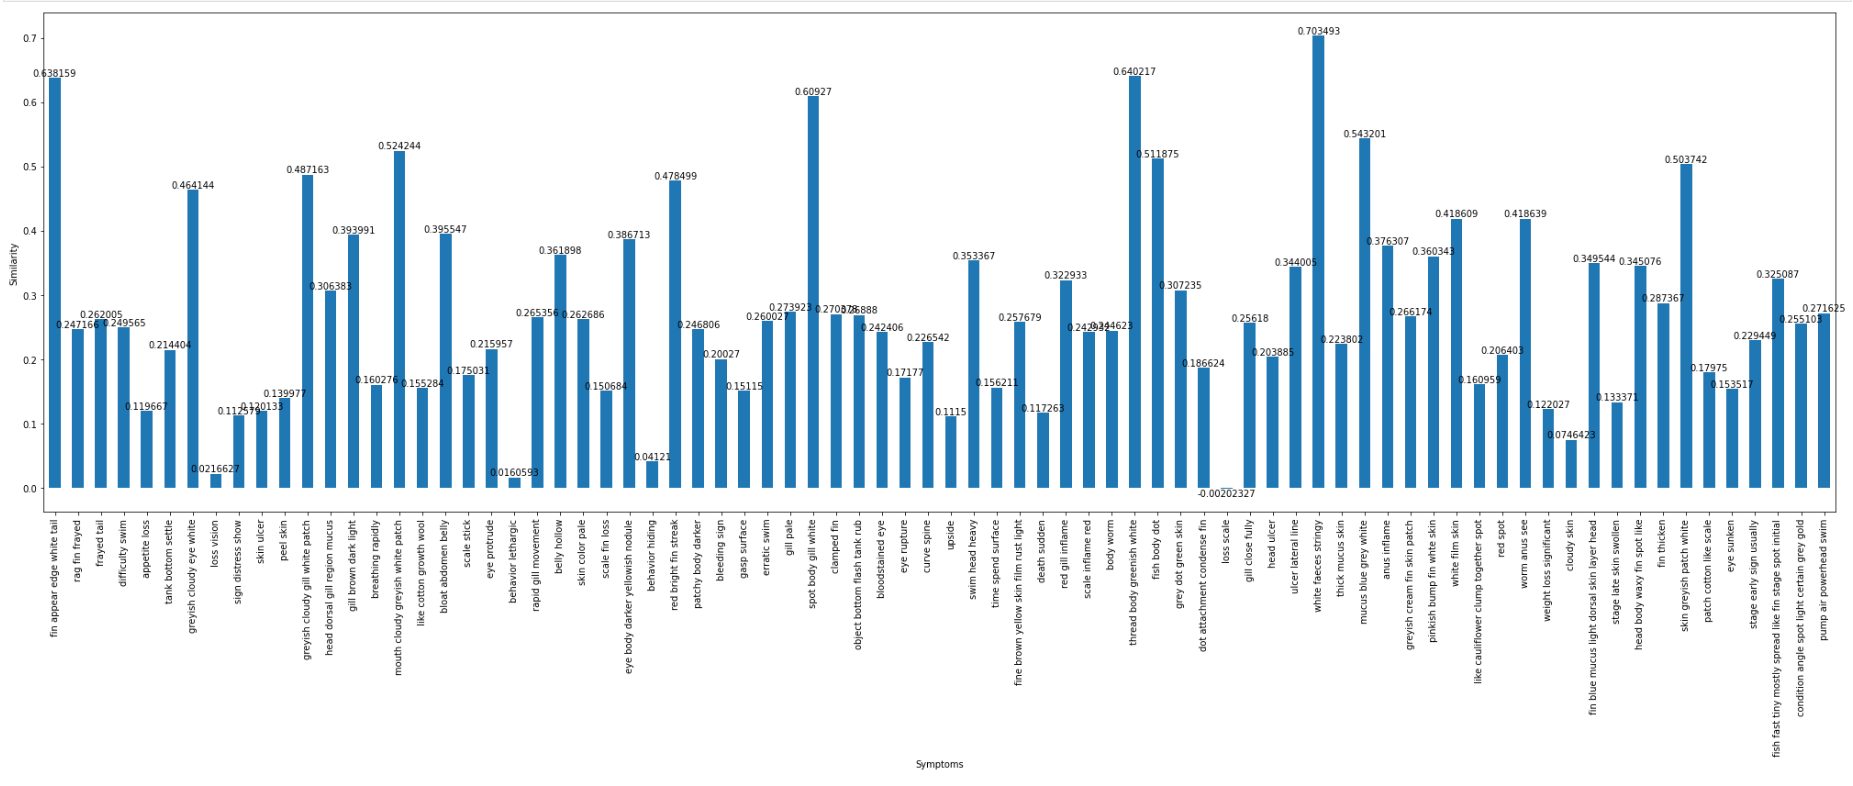 0.7
0.6
0.5
0.4
0.3
0.2
0.1
0.0
Similarity
0.638159
0.247166
0.262005
0.249565
0.119667
0.214404
0.464144
0.0216627
0.112579
0.120133
0.139977
0.487163
0.306383
0.393991
0.160276
0.524244
0.155284
0.395547
0.175031
0.215957
0.0160593
0.265356
0.361898
0.262686
0.150684
0.386713
0.04121
0.478499
0.246806
0.20027
0.15115
0.260027
0.273923
0.60927
0.26888
0.242406
0.17177
0.226542
0.1115
0.353367
0.156211
0.257679
0.117263
0.322933
0.244623
0.640217
0.511875
0.307235
0.186624
-0.00202327
0.25618
0.203885
0.344005
0.703493
0.223802
0.543201
0.376307
0.266174
0.360343
0.418609
0.160959
0.206403
0.418639
0.122027
0.0746423
0.349544
0.133371
0.345076
0.287367
0.503742
0.17975
0.153517
0.229449
0.325087
0.255103
0.271625
fin appear edge white tail
rag fin frayed
frayed tail
difficulty swim
appetite loss
tank bottom settle
greyish cloudy eye white
loss vision
sign distress show
skin ulcer
peel skin
greyish cloudy gill white patch
head dorsal gill region mucus
gill brown dark light
breathing rapidly
mouth cloudy greyish white patch
like cotton growth wool
bloat abdomen belly
scale stick
eye protrude
behavior lethargic
rapid gill movement
belly hollow
skin color pale
scale fin loss
eye body darker yellowish nodule
behavior hiding
red bright fin streak
patchy body darker
bleeding sign
gasp surface
erratic swim
gill pale
spot body gill white
clamped fin
object bottom flash tank rub
bloodstained eye
eye rupture
curve spine
upside
swim head heavy
time spend surface
fine brown yellow skin film rust light
death sudden
red gill inflame
scale inflame red
body worm
thread body greenish white
fish body dot
grey dot green skin
dot attachment condense fin
loss scale
gill close fully
head ulcer
ulcer lateral line
white faeces stringy
thick mucus skin
mucus blue grey white
anus inflame
greyish cream fin skin patch
pinkish bump fin white skin
white film skin
like cauliflower clump together spot
red spot
worm anus see
weight loss significant
cloudy skin
fin blue mucus light dorsal skin layer head
stage late skin swollen
head body waxy fin spot like
fin thicken
skin greyish patch white
patch cotton like scale
eye sunken
stage early sign usually
fish fast tiny mostly spread like fin stage spot initial
condition angle spot light certain grey gold
pump air powerhead swim
Symptoms